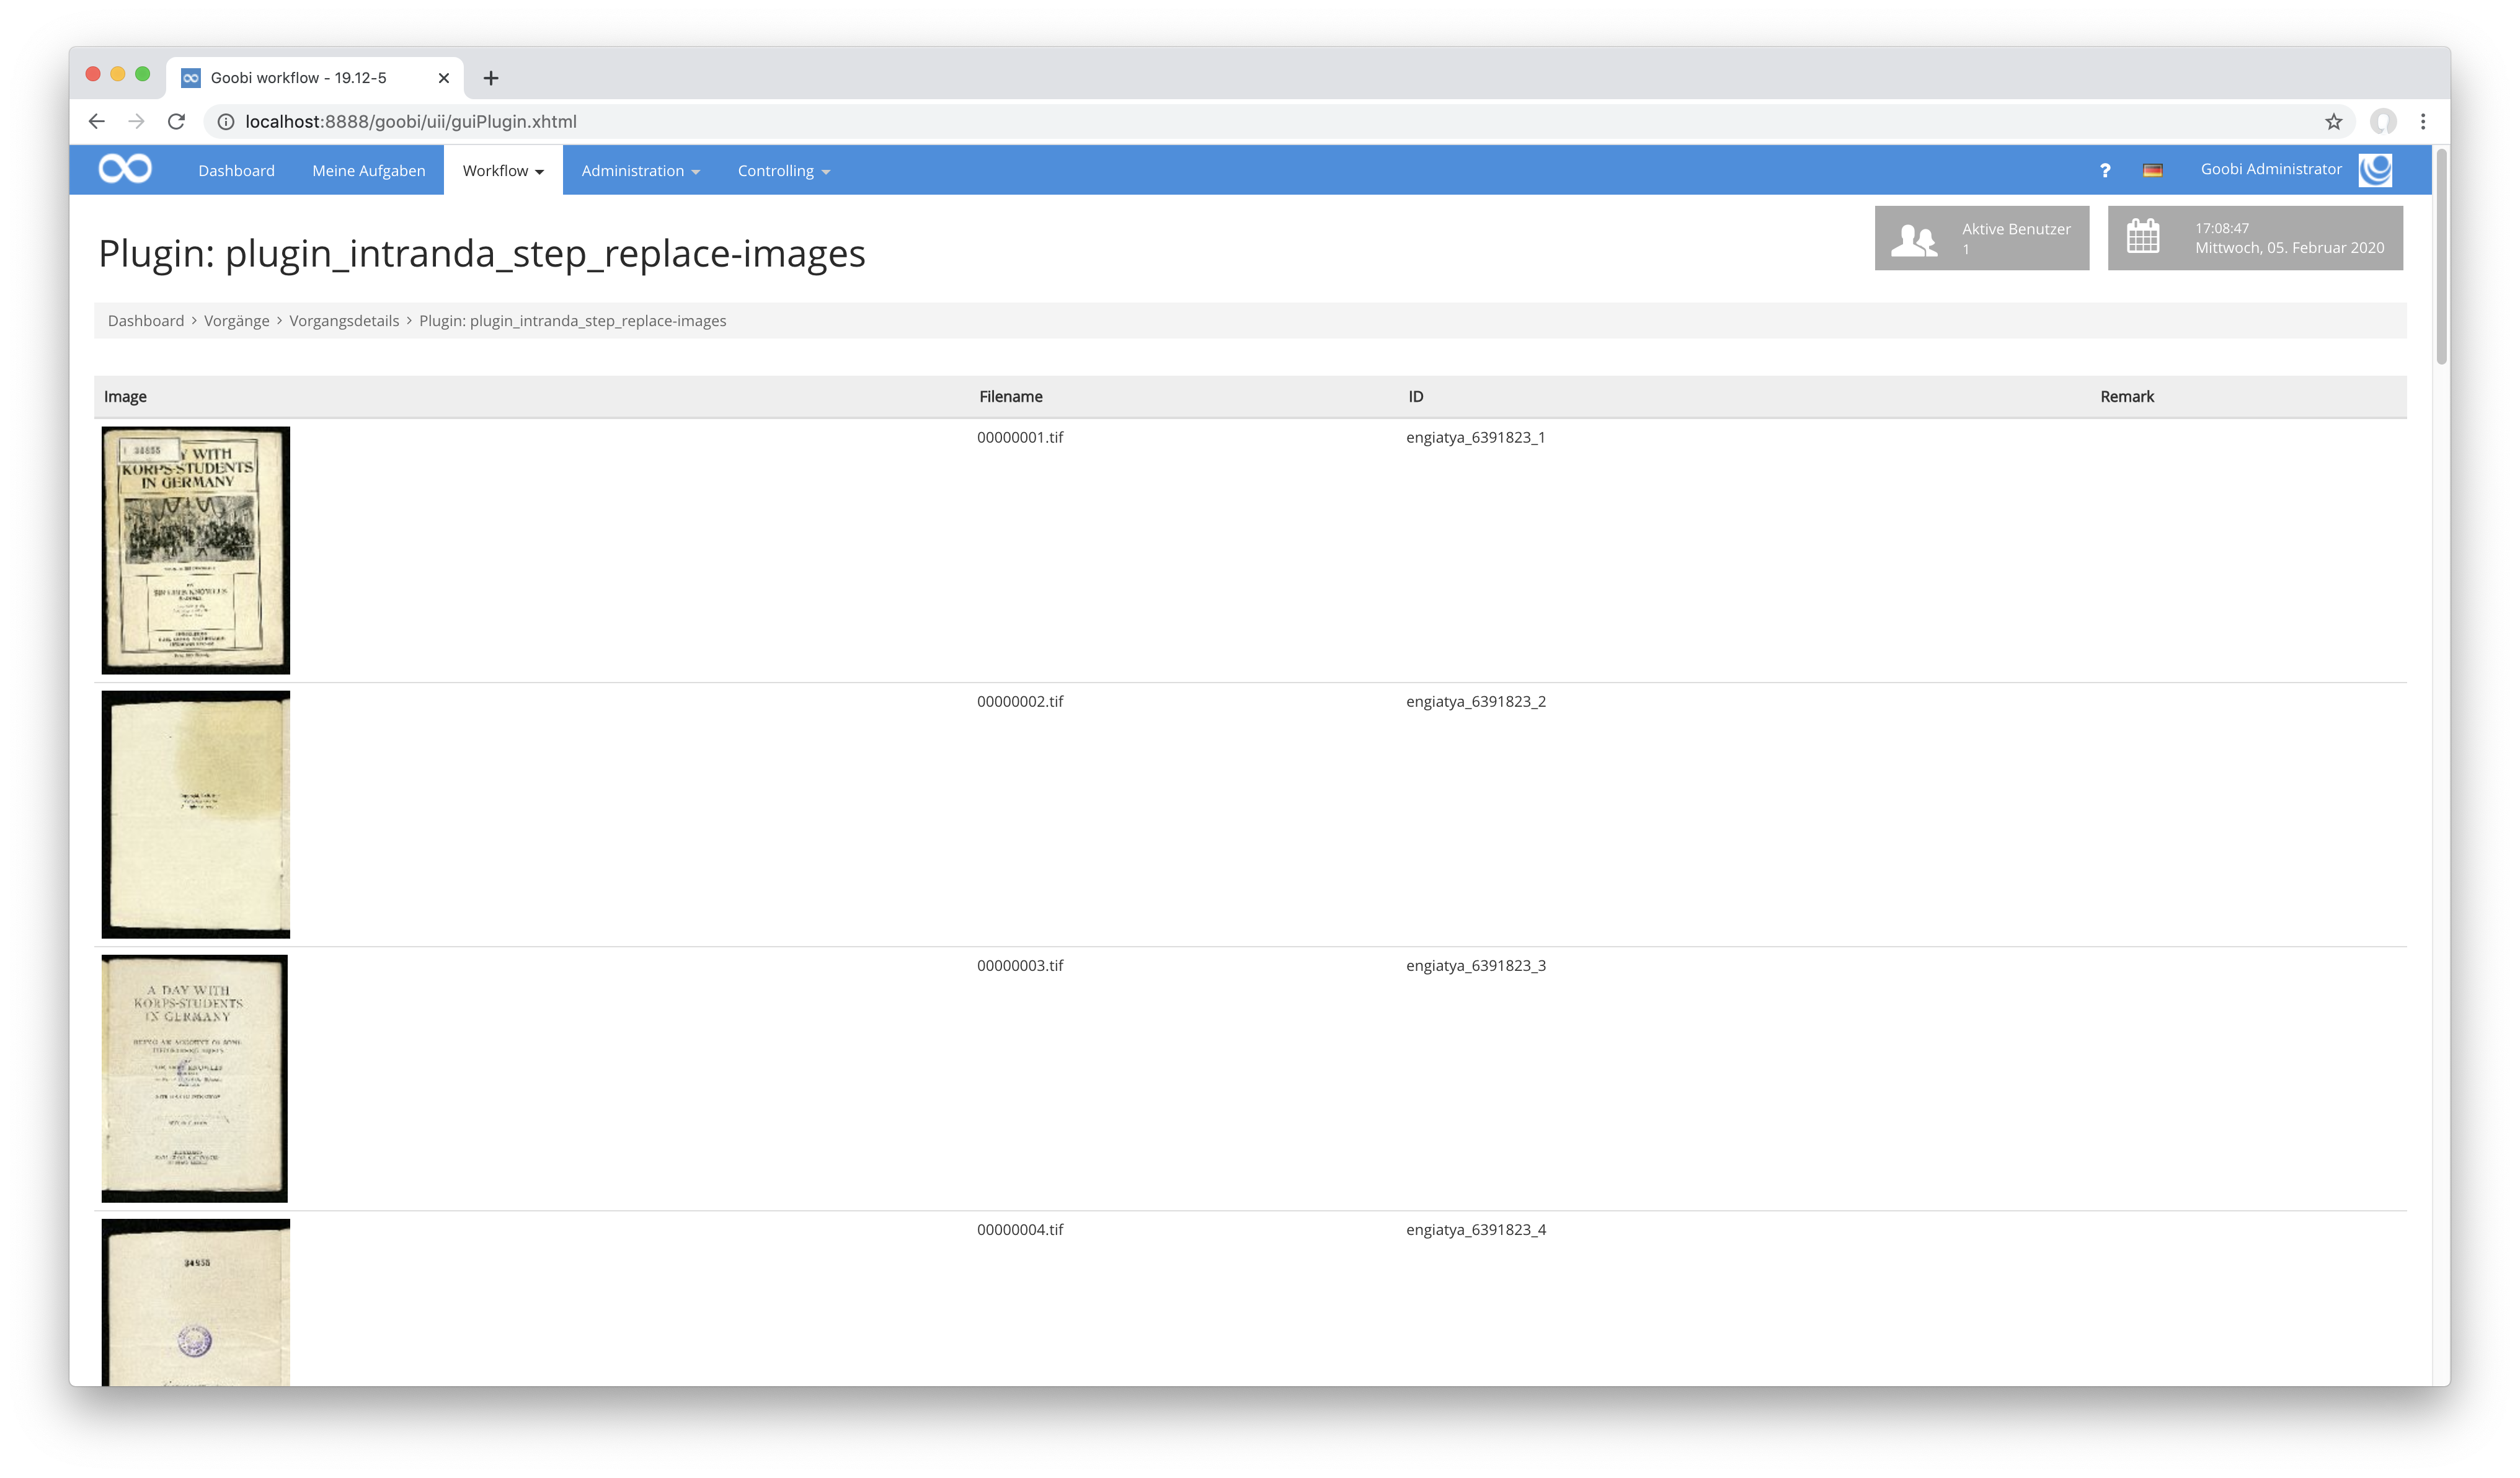 Goobi workflow - 19.12-5
localhost:8888/goobi/uii/guiPlugin.xhtml
Dashboard Meine Aufgaben Workflow Administration Controlling ? Goobi Administrator
Plugin: plugin_intranda_step_replace-images
Aktive Benutzer
1
17:08:47
Mittwoch, 05. Februar 2020
Dashboard > Vorgänge > Vorgangsdetails > Plugin: plugin_intranda_step_replace-images
Image Filename ID Remark
00000001.tif engiatya_6391823_1
Y WITH
KORPS-STUDENTS
IN GERMANY
00000002.tif engiatya_6391823_2
00000003.tif engiatya_6391823_3
A DAY WITH
KORPS-STUDENTS
IN GERMANY
00000004.tif engiatya_6391823_4
34955